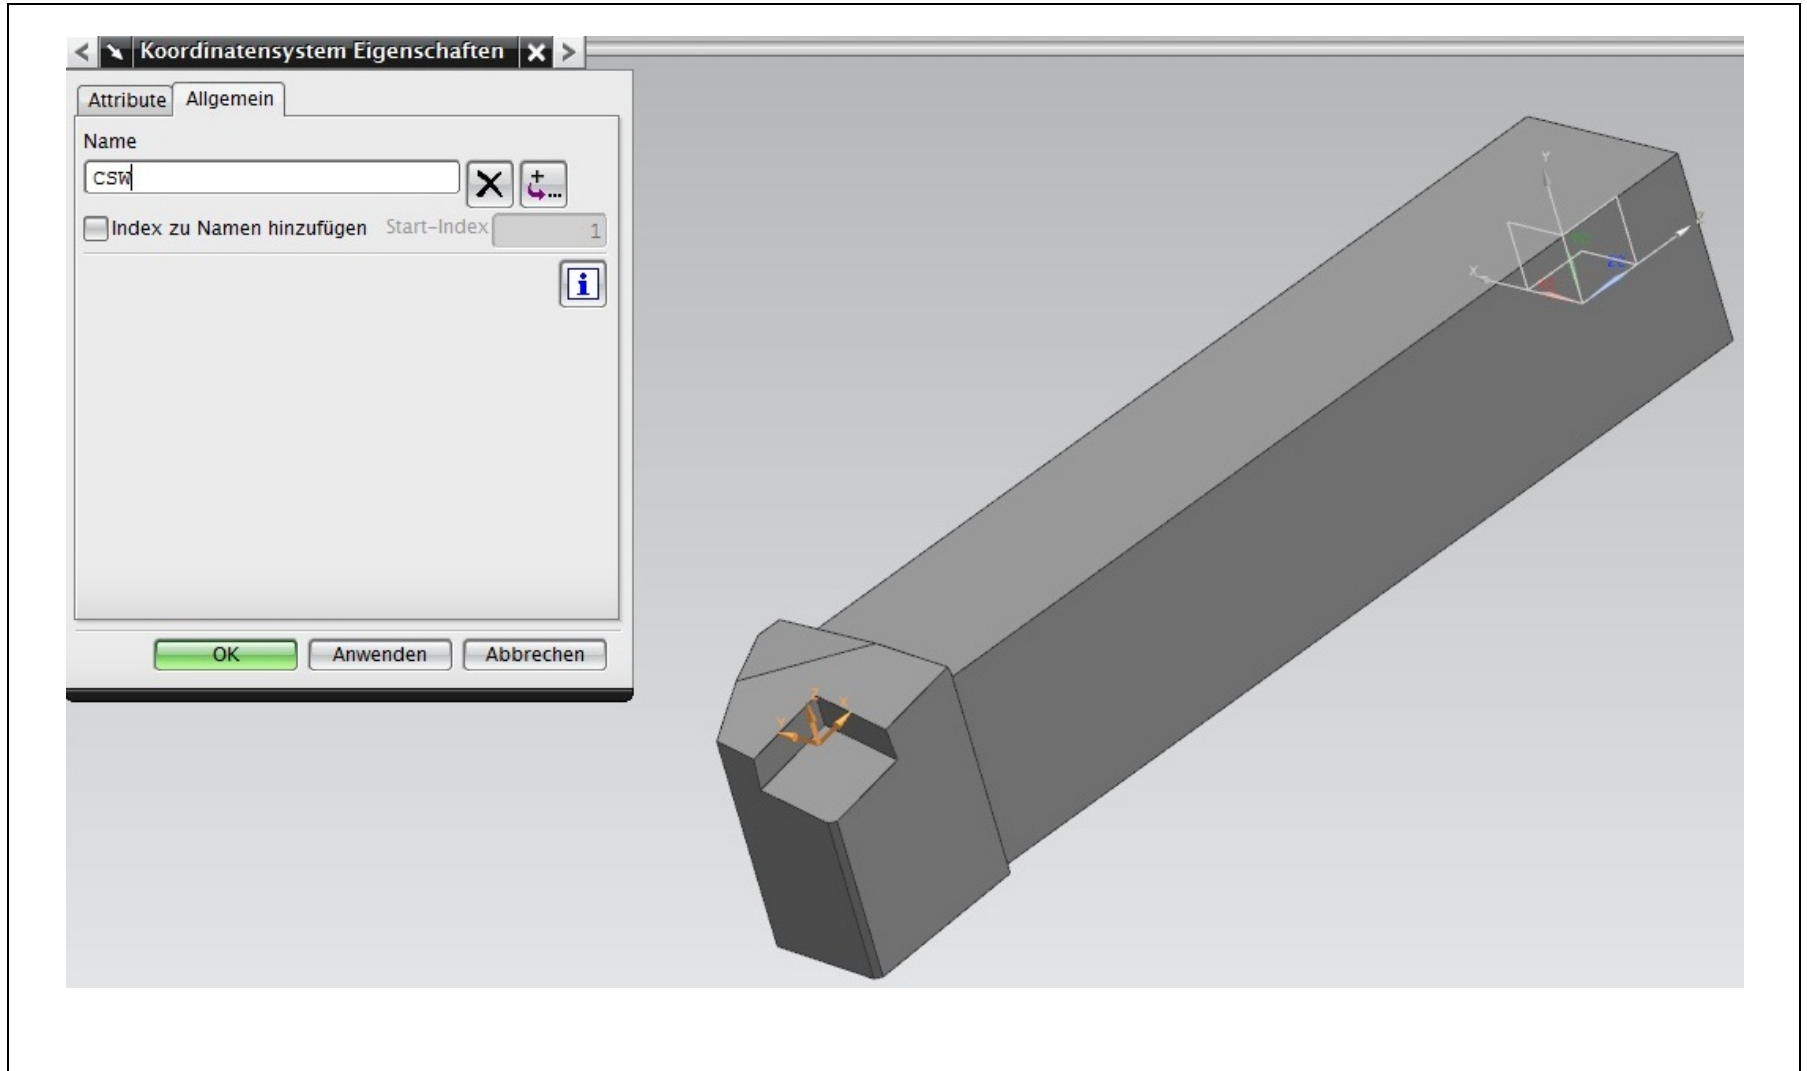 Koordinatensystem Eigenschaften
Attribute Allgemein
Name
CSW
Index zu Namen hinzufügen Start-Index 1
OK Anwenden Abbrechen
Y
X
Z
Z
Y
X